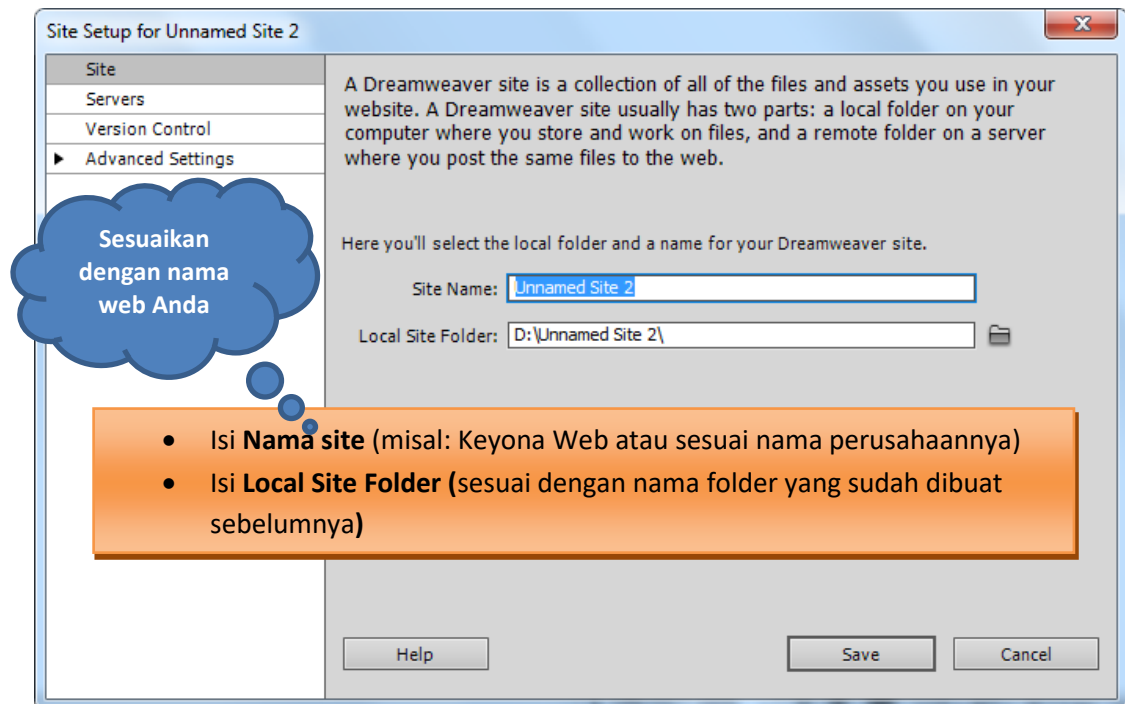 Site Setup for Unnamed Site 2
Site
Servers
Version Control
Advanced Settings
A Dreamweaver site is a collection of all of the files and assets you use in your
website. A Dreamweaver site usually has two parts: a local folder on your
computer where you store and work on files, and a remote folder on a server
where you post the same files to the web.
Sesuaikan
dengan nama
web Anda
Here you'll select the local folder and a name for your Dreamweaver site.
Site Name: Unnamed Site 2
Local Site Folder: D:\Unnamed Site 2\
• Isi Nama site (misal: Keyona Web atau sesuai nama perusahaannya)
• Isi Local Site Folder (sesuai dengan nama folder yang sudah dibuat
sebelumnya)
Help
Save
Cancel